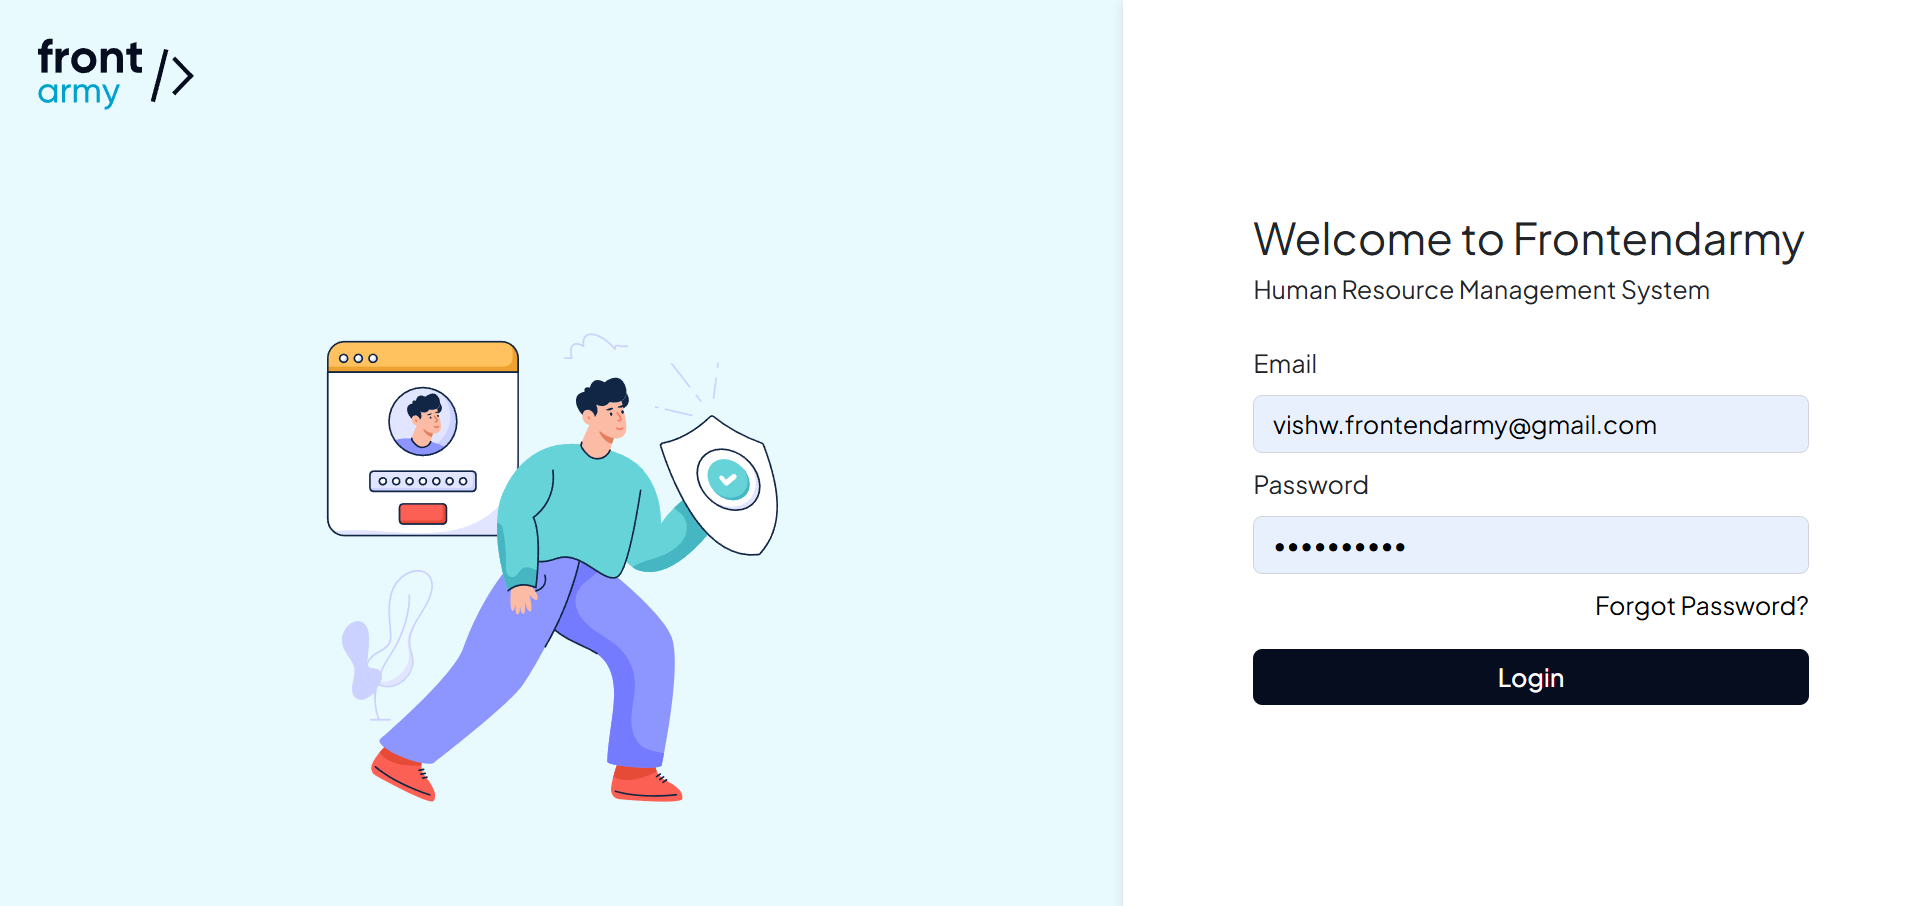 front
army
Welcome to Frontendarmy
Human Resource Management System
Email
vishw.frontendarmy@gmail.com
Password
••••••••••
Forgot Password?
Login